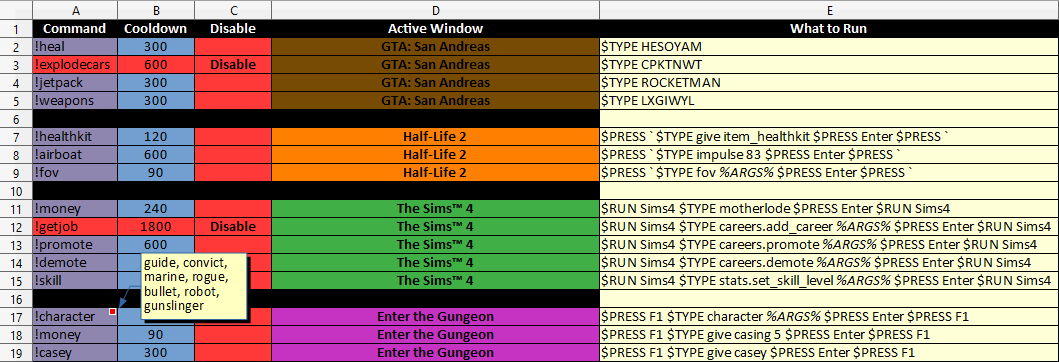 A B C D E
1 Command Cooldown Disable Active Window What to Run
2 !heal 300 GTA: San Andreas $TYPE HESOYAM
3 !explodecars 600 Disable GTA: San Andreas $TYPE CPKTNWT
4 !jetpack 300 GTA: San Andreas $TYPE ROCKETMAN
5 !weapons 300 GTA: San Andreas $TYPE LXGIWYL
6
7 !healthkit 120 Half-Life 2 $PRESS ` $TYPE give item_healthkit $PRESS Enter $PRESS `
8 !airboat 600 Half-Life 2 $PRESS ` $TYPE impulse 83 $PRESS Enter $PRESS `
9 !fov 90 Half-Life 2 $PRESS ` $TYPE fov %ARGS% $PRESS Enter $PRESS `
10
11 !money 240 The Sims™ 4 $RUN Sims4 $TYPE motherlode $PRESS Enter $RUN Sims4
12 !getjob 1800 Disable The Sims™ 4 $RUN Sims4 $TYPE careers.add_career %ARGS% $PRESS Enter $RUN Sims4
13 !promote 600 The Sims™ 4 $RUN Sims4 $TYPE careers.promote %ARGS% $PRESS Enter $RUN Sims4
14 !demote The Sims™ 4 $RUN Sims4 $TYPE careers.demote %ARGS% $PRESS Enter $RUN Sims4
15 !skill The Sims™ 4 $RUN Sims4 $TYPE stats.set_skill_level %ARGS% $PRESS Enter $RUN Sims4
16
guide, convict,
marine, rogue,
bullet, robot,
gunslinger
17 !character Enter the Gungeon $PRESS F1 $TYPE character %ARGS% $PRESS Enter $PRESS F1
18 !money 90 Enter the Gungeon $PRESS F1 $TYPE give casing 5 $PRESS Enter $PRESS F1
19 !casey 300 Enter the Gungeon $PRESS F1 $TYPE give casey $PRESS Enter $PRESS F1